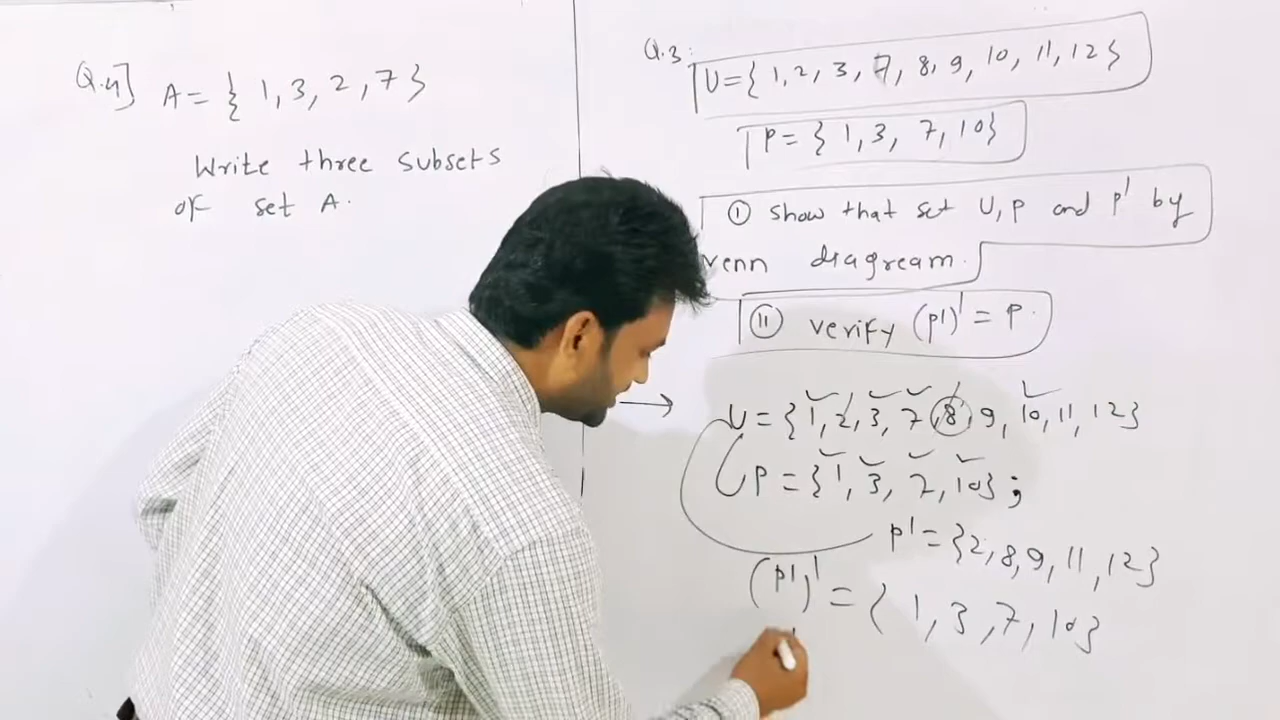 Q.4] A = { 1, 3, 2, 7 }
Write three subsets
of set A.
Q.3:
U = { 1, 2, 3, 7, 8, 9, 10, 11, 12 }
P = { 1, 3, 7, 10 }
① show that set U, P and P' by
venn diagream.
② verify (P')' = P.
U = { 1, 2, 3, 7, 8, 9, 10, 11, 12 }
P = { 1, 3, 7, 10 } ;
P' = { 2, 8, 9, 11, 12 }
(P')' = { 1, 3, 7, 10 }